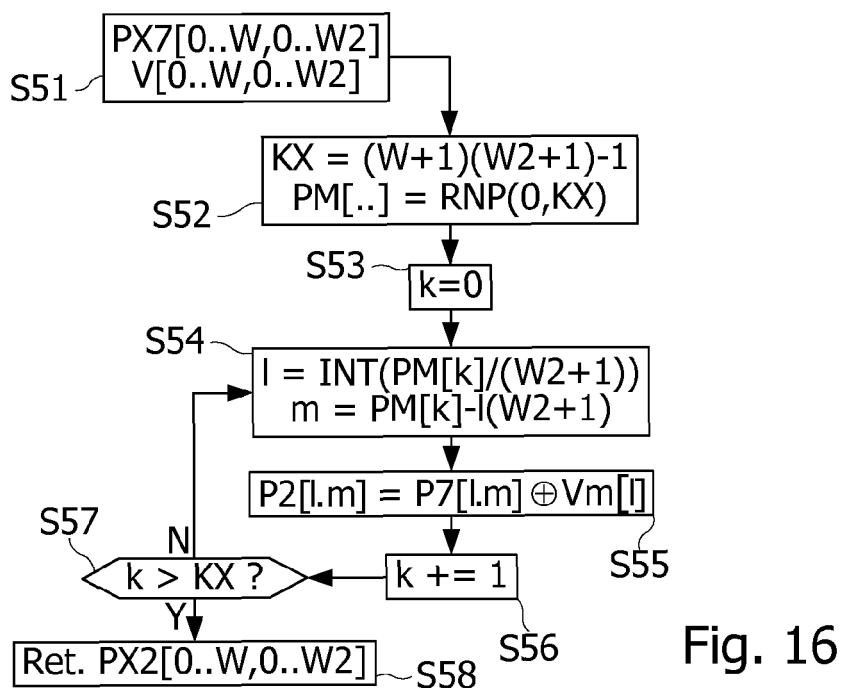 PX7[0..W,0..W2]
V[0..W,0..W2]
S51
KX = (W+1)(W2+1)-1
PM[..] = RNP(0,KX)
S52
S53
k=0
S54
l = INT(PM[k]/(W2+1))
m = PM[k]-l(W2+1)
P2[l.m] = P7[l.m] ⊕ Vm[l]
S55
S57
N
k > KX ?
k += 1
Y
S56
Ret. PX2[0..W,0..W2]
S58
Fig. 16